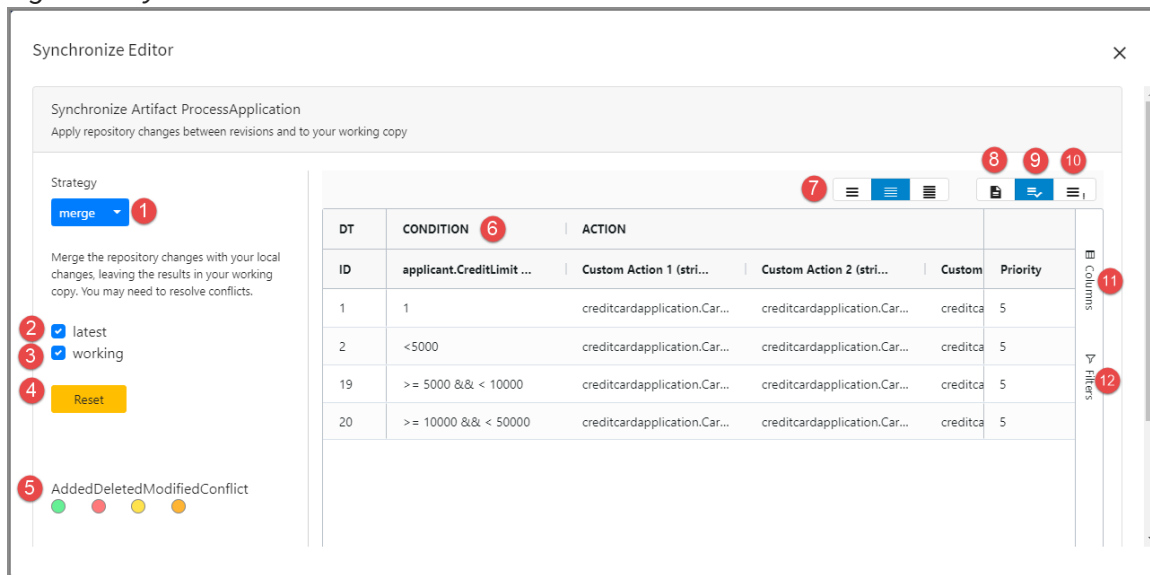 Synchronize Editor
Synchronize Artifact ProcessApplication
Apply repository changes between revisions and to your working copy
Strategy
merge 1
Merge the repository changes with your local
changes, leaving the results in your working
copy. You may need to resolve conflicts.
2 latest
3 working
4 Reset
5 AddedDeletedModifiedConflict
7 8 9 10
DT CONDITION 6 ACTION
ID applicant.CreditLimit ... Custom Action 1 (stri... Custom Action 2 (stri... Custom Priority
1 1 creditcardapplication.Car... creditcardapplication.Car... creditca 5
2 <5000 creditcardapplication.Car... creditcardapplication.Car... creditca 5
19 >= 5000 && < 10000 creditcardapplication.Car... creditcardapplication.Car... creditca 5
20 >= 10000 && < 50000 creditcardapplication.Car... creditcardapplication.Car... creditca 5
Columns 11
Filters 12